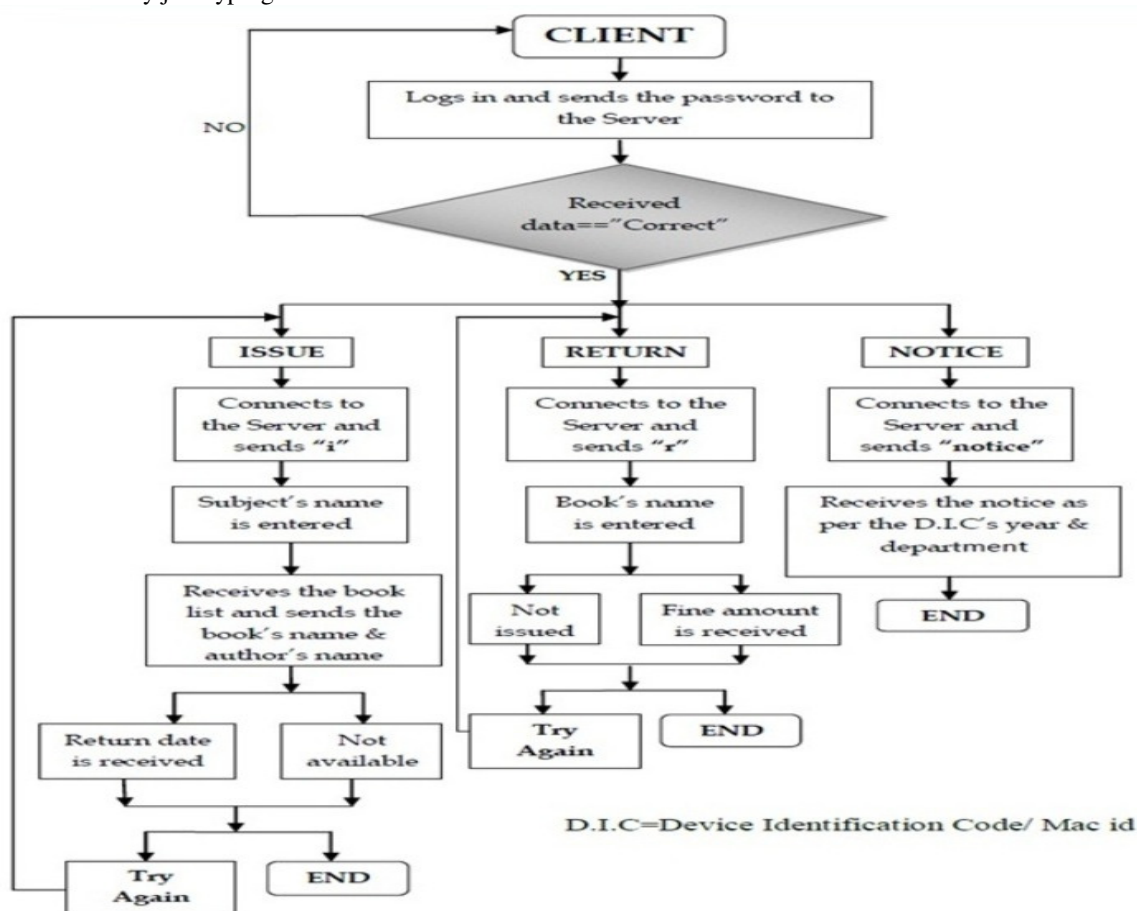 CLIENT
Logs in and sends the password to
the Server
NO
Received
data==”Correct”
YES
ISSUE
RETURN
NOTICE
Connects to
the Server and
sends “i”
Connects to the
Server and
sends “r”
Connects to the
Server and
sends “notice”
Subject´s name
is entered
Book´s name
is entered
Receives the notice as
per the D.I.C´s year &
department
Receives the book
list and sends the
book´s name &
author´s name
Not
issued
Fine amount
is received
END
Return date
is received
Not
available
Try
Again
END
D.I.C=Device Identification Code/ Mac id
Try
Again
END